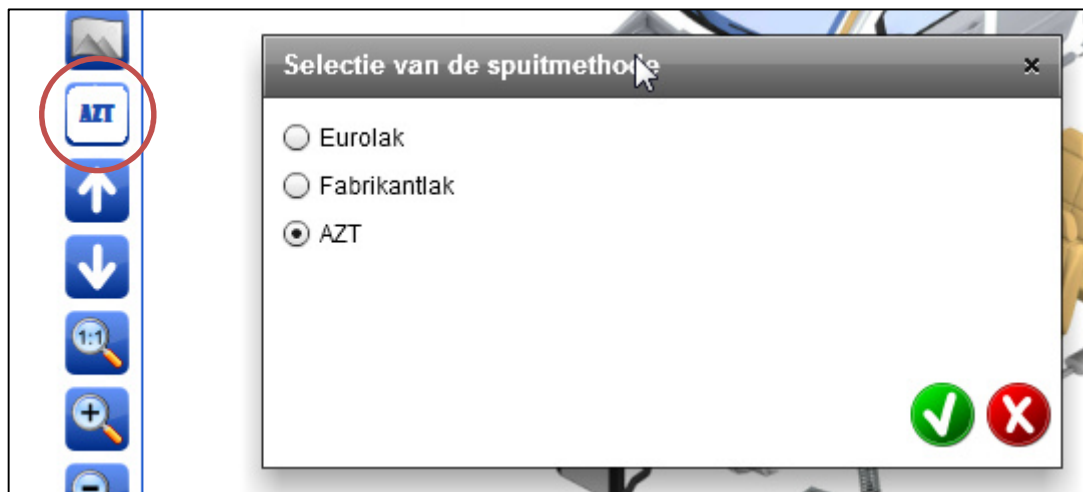 Selectie van de spuitmethode
AZT
Eurolak
Fabrikantlak
AZT
1:1